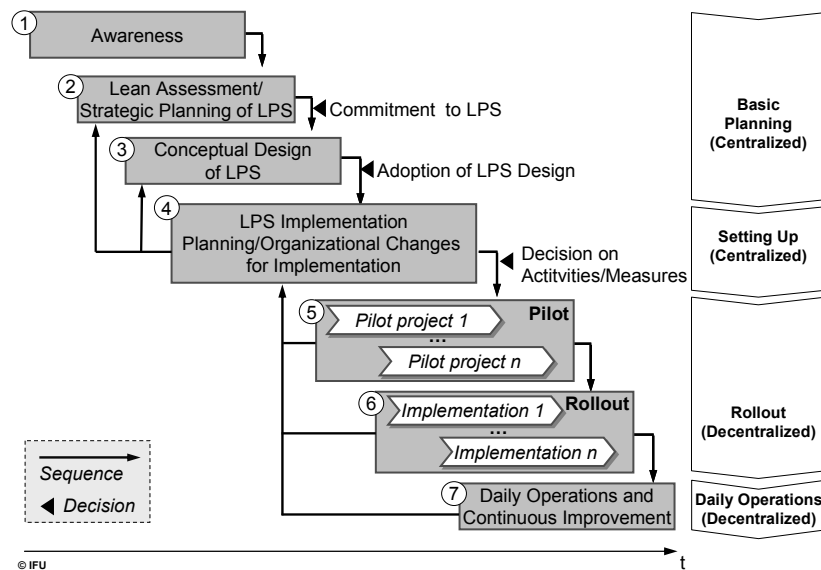 1
Awareness
2
Lean Assessment/
Strategic Planning of LPS
Commitment to LPS
3
Conceptual Design
of LPS
Adoption of LPS Design
4
LPS Implementation
Planning/Organizational Changes
for Implementation
Decision on
Actitvities/Measures
5
Pilot
Pilot project 1
...
Pilot project n
6
Rollout
Implementation 1
...
Implementation n
7
Daily Operations and
Continuous Improvement
Basic
Planning
(Centralized)
Setting Up
(Centralized)
Rollout
(Decentralized)
Daily Operations
(Decentralized)
Sequence
Decision
© IFU
t